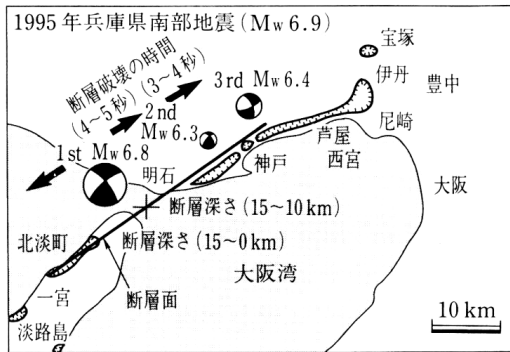 1995年兵庫県南部地震(Mw6.9)
宝塚
伊丹
豊中
断層破壊の時間
(4~5秒)(3~4秒)
3rd Mw6.4
2nd
Mw6.3
尼崎
芦屋
西宮
1st Mw6.8
明石
神戸
大阪
断層深さ(15~10km)
北淡町
断層深さ(15~0km)
大阪湾
断層面
一宮
淡路島
10km